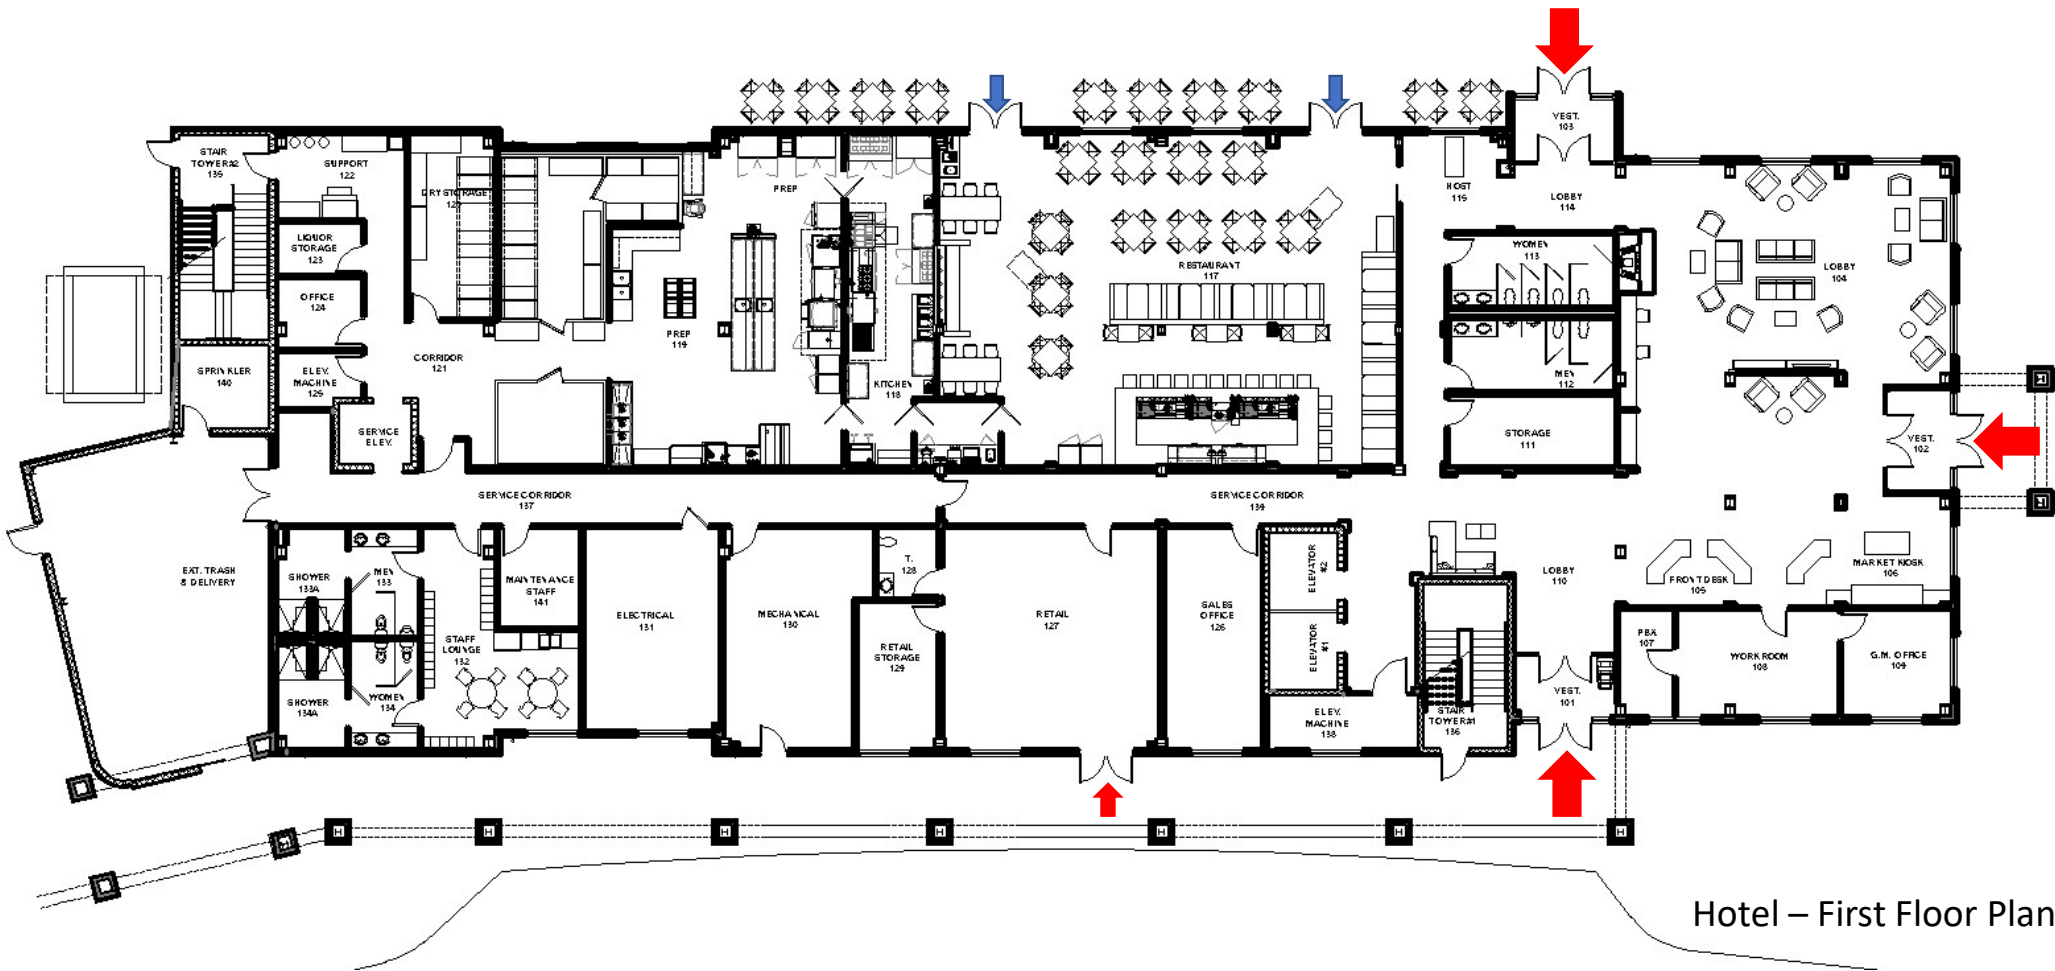 VEST.
103
STAIR
TOWER#2
135
SUPPORT
122
DRY STORAGE
PREP
HOST
115
LOBBY
114
LIQUOR
STORAGE
123
WOMEN
113
RESTAURANT
117
LOBBY
104
OFFICE
124
PREP
119
CORRIDOR
121
SPRINKLER
140
ELEV.
MACHINE
125
KITCHEN
118
MEN
112
SERVICE
ELEV.
STORAGE
111
VEST.
102
SERVICE CORRIDOR
137
SERVICE CORRIDOR
139
EXT. TRASH
& DELIVERY
SHOWER
133A
MEN
133
MAINTENANCE
STAFF
141
T.
128
ELEVATOR
#2
LOBBY
110
MARKET KIOSK
106
FRONT DESK
105
ELECTRICAL
131
MECHANICAL
130
RETAIL
127
SALES
OFFICE
126
ELEVATOR
#1
STAFF
LOUNGE
132
RETAIL
STORAGE
129
PBX
107
WORK ROOM
108
G.M. OFFICE
109
SHOWER
134A
WOMEN
134
VEST.
101
ELEV.
MACHINE
138
STAIR
TOWER#1
136
H
H
H
H
H
H
H
Hotel – First Floor Plan